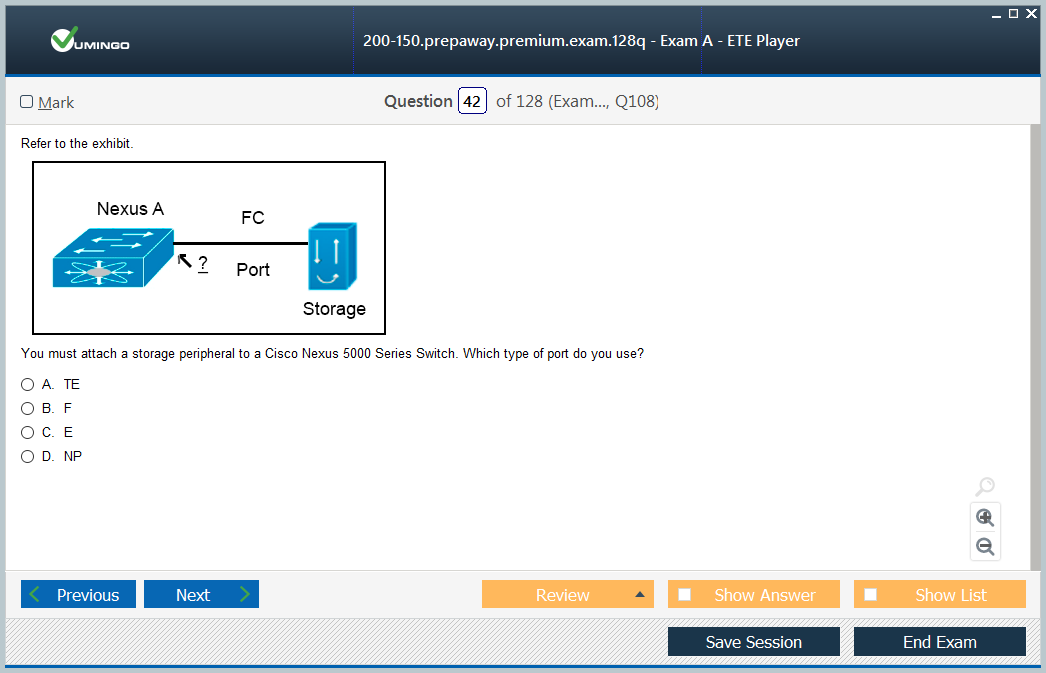 VUMINGO
200-150.prepaway.premium.exam.128q - Exam A - ETE Player
Mark
Question 42 of 128 (Exam..., Q108)
Refer to the exhibit.
Nexus A
FC
?
Port
Storage
You must attach a storage peripheral to a Cisco Nexus 5000 Series Switch. Which type of port do you use?
A. TE
B. F
C. E
D. NP
Previous
Next
Review
Show Answer
Show List
Save Session
End Exam